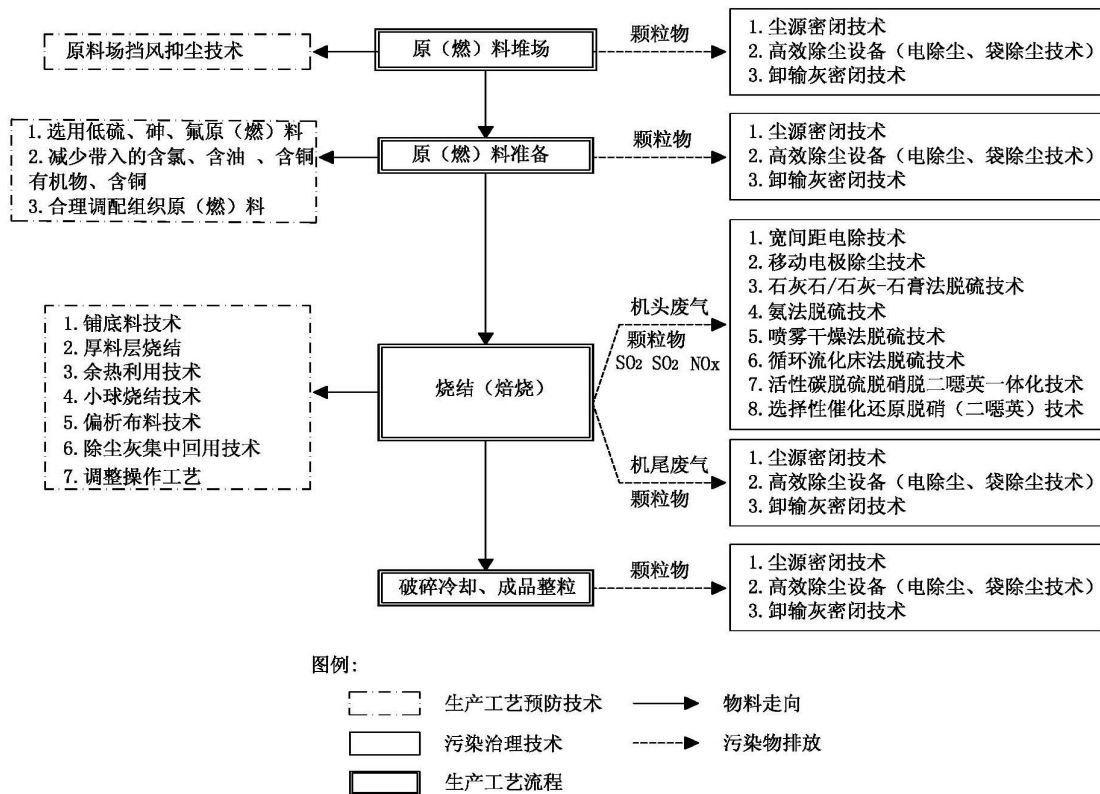 原料场挡风抑尘技术
原（燃）料堆场
颗粒物
1.尘源密闭技术
2.高效除尘设备（电除尘、袋除尘技术）
3.卸输灰密闭技术
1.选用低硫、砷、氟原（燃）料
2.减少带入的含氯、含油 、含铜
有机物、含铜
3.合理调配组织原（燃）料
原（燃）料准备
颗粒物
1.尘源密闭技术
2.高效除尘设备（电除尘、袋除尘技术）
3.卸输灰密闭技术
1.铺底料技术
2.厚料层烧结
3.余热利用技术
4.小球烧结技术
5.偏析布料技术
6.除尘灰集中回用技术
7.调整操作工艺
烧结（焙烧）
机头废气
颗粒物
SO₂ SO₂ NOx
1.宽间距电除技术
2.移动电极除尘技术
3.石灰石/石灰-石膏法脱硫技术
4.氨法脱硫技术
5.喷雾干燥法脱硫技术
6.循环流化床法脱硫技术
7.活性碳脱硫脱硝脱二噁英一体化技术
8.选择性催化还原脱硝（二噁英）技术
机尾废气
颗粒物
1.尘源密闭技术
2.高效除尘设备（电除尘、袋除尘技术）
3.卸输灰密闭技术
破碎冷却、成品整粒
颗粒物
1.尘源密闭技术
2.高效除尘设备（电除尘、袋除尘技术）
3.卸输灰密闭技术
图例:
生产工艺预防技术
物料走向
污染治理技术
污染物排放
生产工艺流程